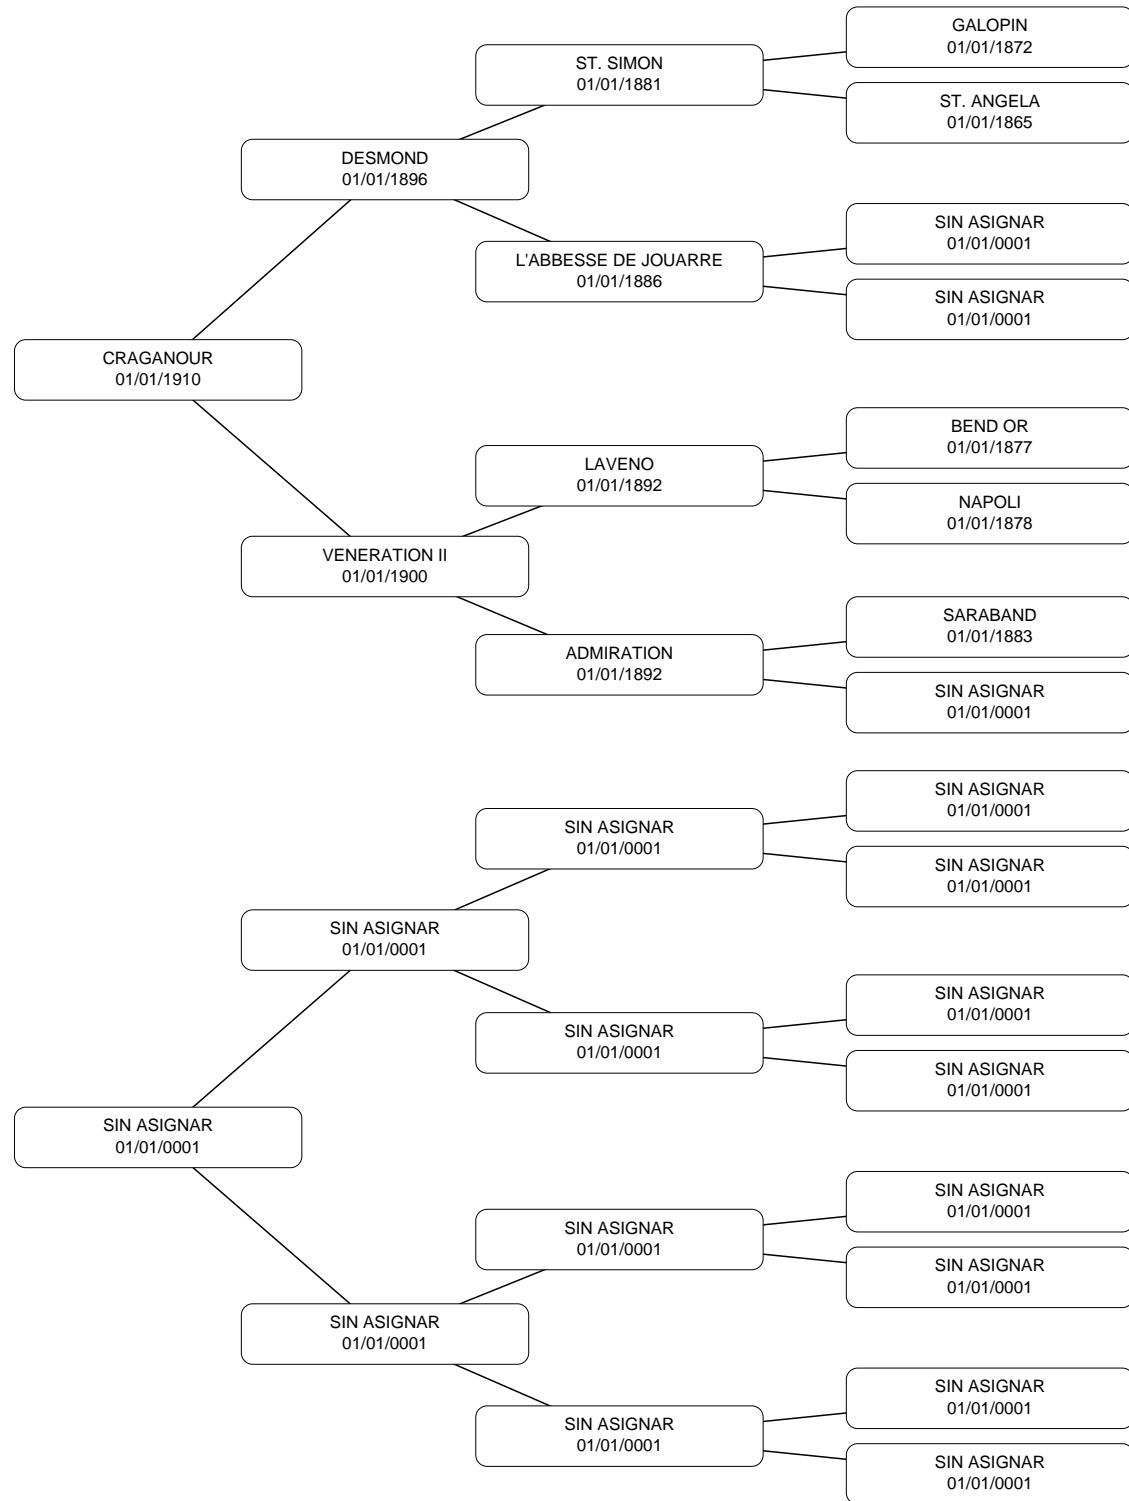 GALOPIN
01/01/1872
ST. SIMON
01/01/1881
ST. ANGELA
01/01/1865
DESMOND
01/01/1896
SIN ASIGNAR
01/01/0001
L'ABBESSE DE JOUARRE
01/01/1886
SIN ASIGNAR
01/01/0001
CRAGANOUR
01/01/1910
BEND OR
01/01/1877
LAVENO
01/01/1892
NAPOLI
01/01/1878
VENERATION II
01/01/1900
SARABAND
01/01/1883
ADMIRATION
01/01/1892
SIN ASIGNAR
01/01/0001
SIN ASIGNAR
01/01/0001
SIN ASIGNAR
01/01/0001
SIN ASIGNAR
01/01/0001
SIN ASIGNAR
01/01/0001
SIN ASIGNAR
01/01/0001
SIN ASIGNAR
01/01/0001
SIN ASIGNAR
01/01/0001
SIN ASIGNAR
01/01/0001
SIN ASIGNAR
01/01/0001
SIN ASIGNAR
01/01/0001
SIN ASIGNAR
01/01/0001
SIN ASIGNAR
01/01/0001
SIN ASIGNAR
01/01/0001
SIN ASIGNAR
01/01/0001
SIN ASIGNAR
01/01/0001